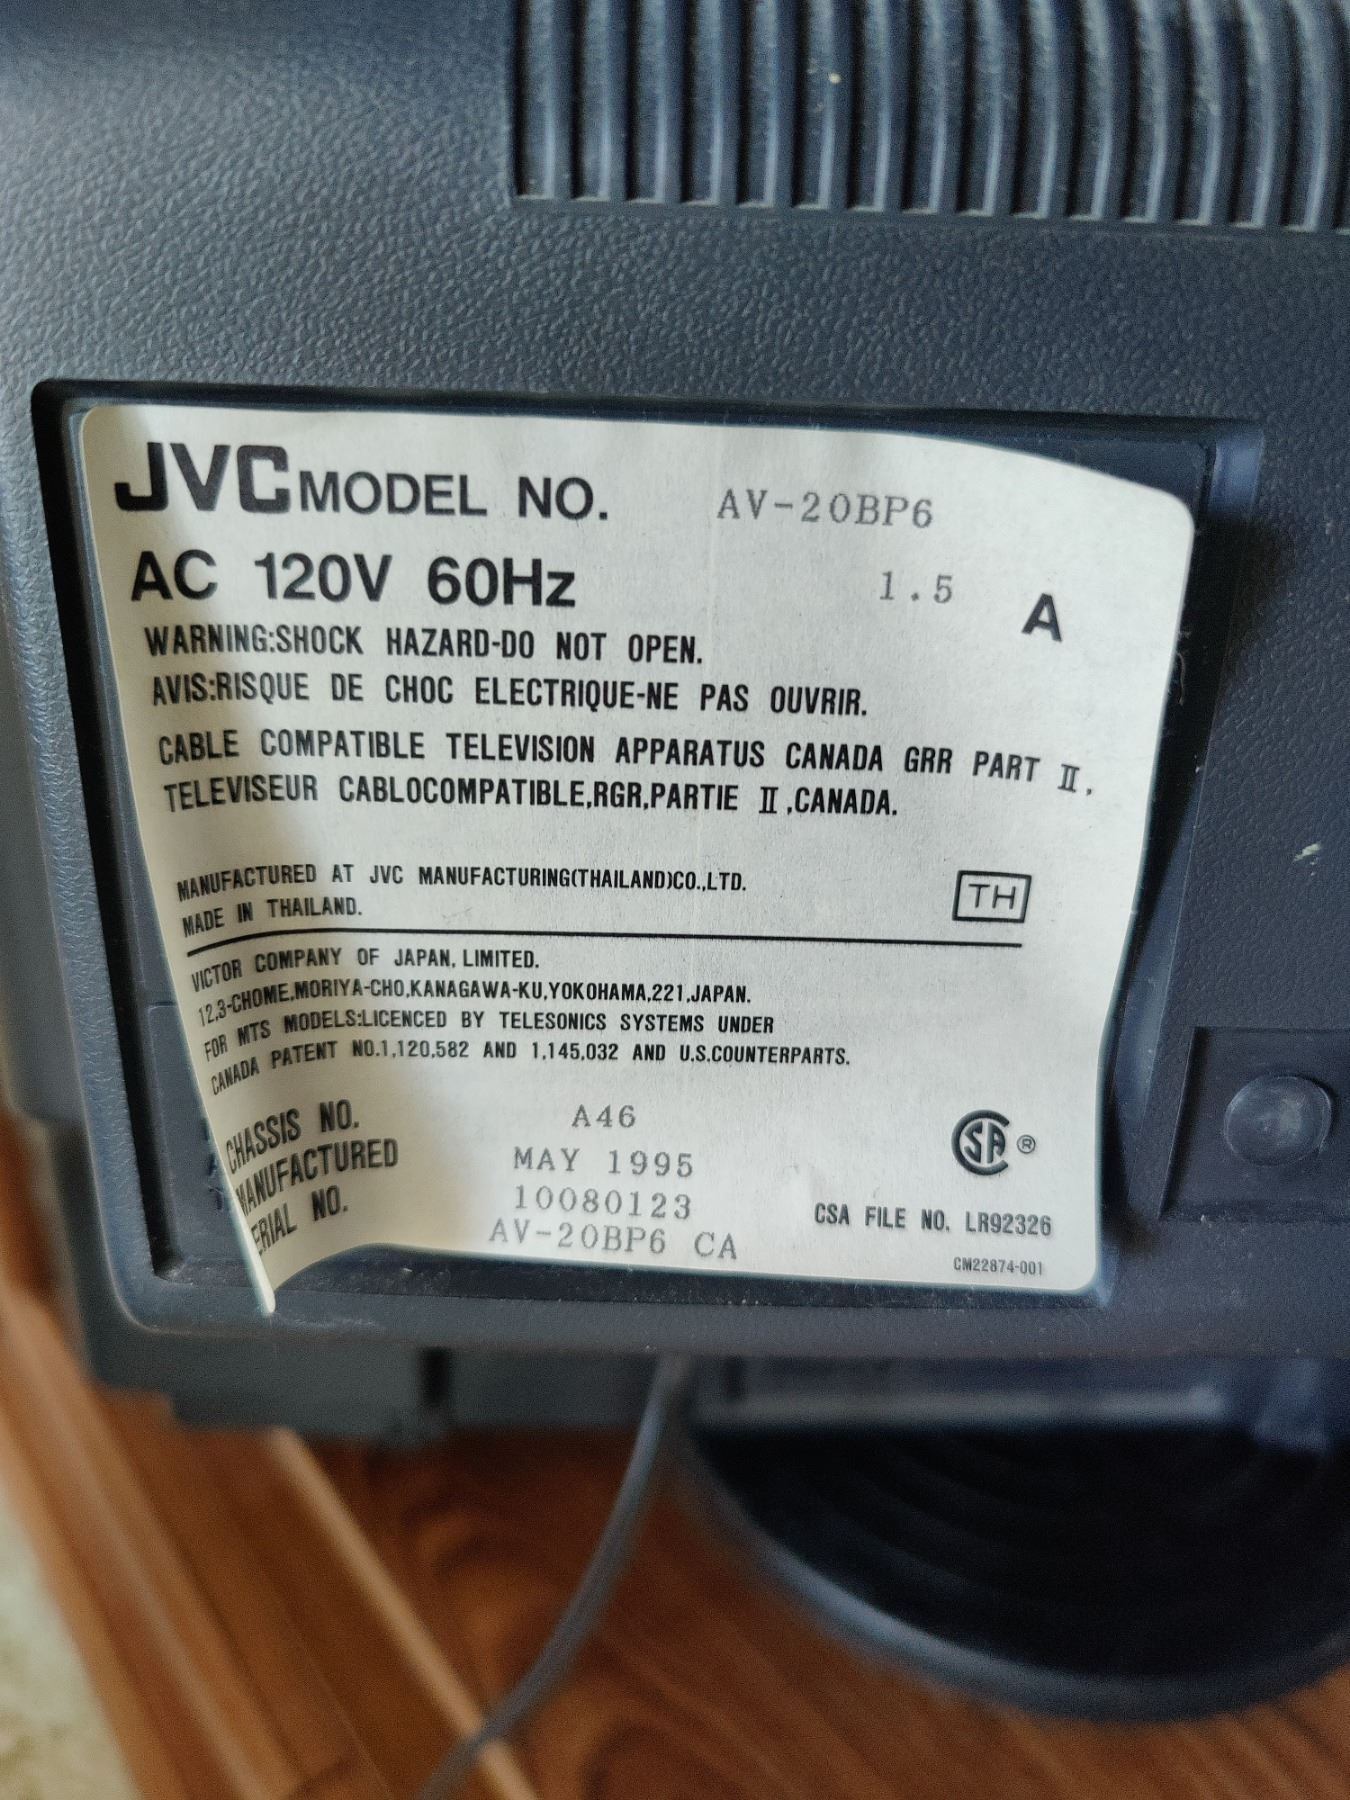 JVC MODEL NO. AV-20BP6
AC 120V 60Hz 1.5 A
WARNING:SHOCK HAZARD-DO NOT OPEN.
AVIS:RISQUE DE CHOC ELECTRIQUE-NE PAS OUVRIR.
CABLE COMPATIBLE TELEVISION APPARATUS CANADA GRR PART II,
TELEVISEUR CABLOCOMPATIBLE,RGR,PARTIE II,CANADA.
MANUFACTURED AT JVC MANUFACTURING(THAILAND)CO.,LTD.
MADE IN THAILAND.
TH
VICTOR COMPANY OF JAPAN, LIMITED.
12,3-CHOME,MORIYA-CHO,KANAGAWA-KU,YOKOHAMA,221,JAPAN.
FOR MTS MODELS:LICENCED BY TELESONICS SYSTEMS UNDER
CANADA PATENT NO.1,120,582 AND 1,145,032 AND U.S.COUNTERPARTS.
CHASSIS NO. A46
MANUFACTURED MAY 1995
ERIAL NO. 10080123
AV-20BP6 CA
SA ®
CSA FILE NO. LR92326
CM22874-001